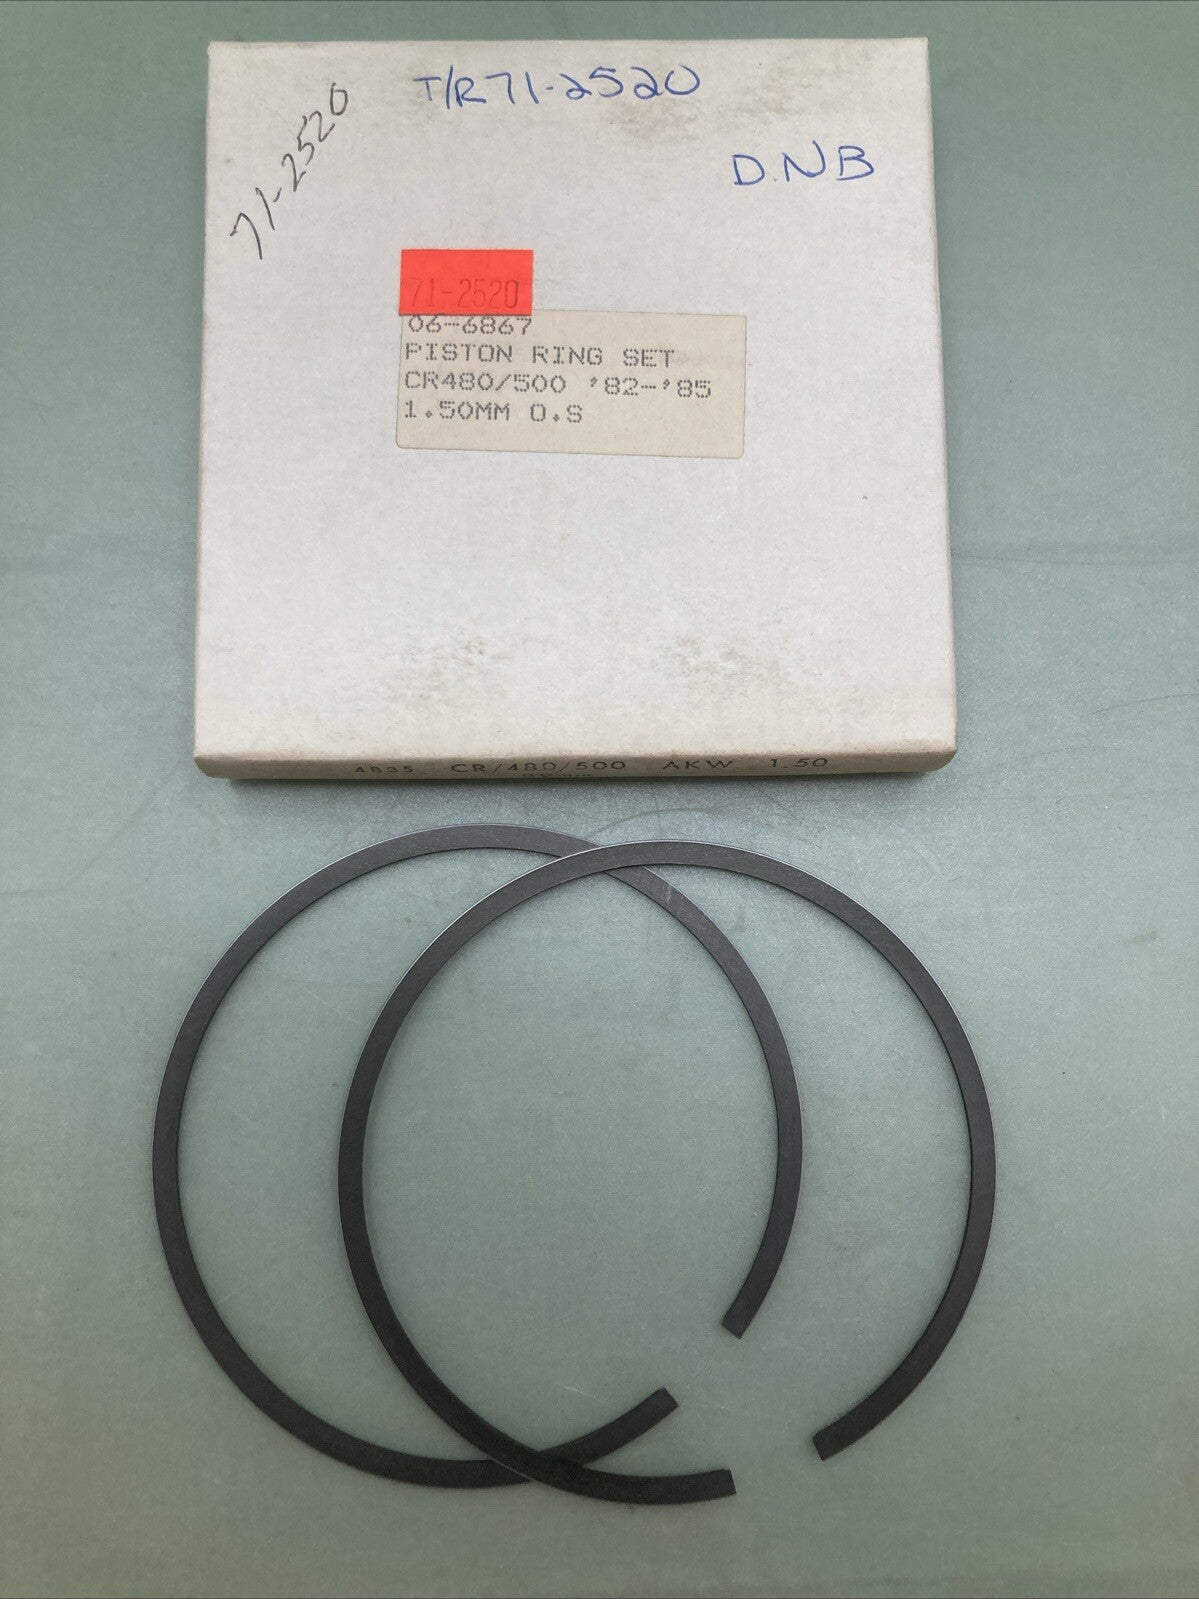 T/R71-2520
71-2520
D.NB
71-2520
06-6867
PISTON RING SET
CR480/500 '82-'85
1.50MM O.S
4835 CR/480/500 AKW 1.50